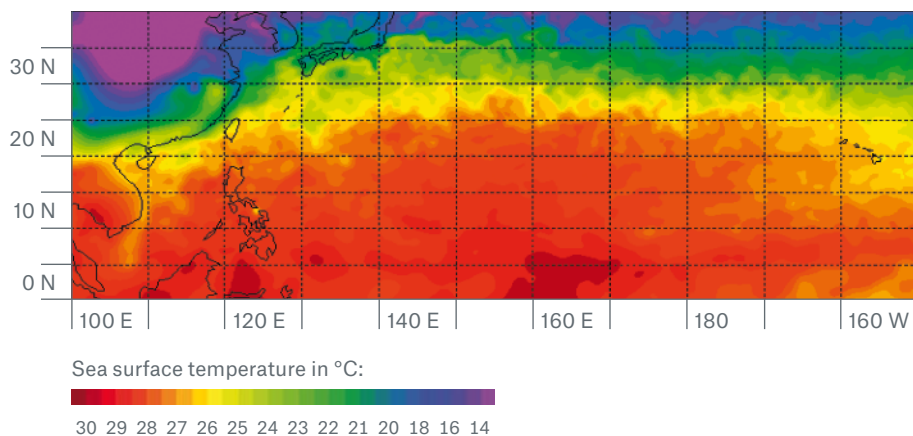 30 N
20 N
10 N
0 N
100 E 120 E 140 E 160 E 180 160 W
Sea surface temperature in °C:
30 29 28 27 26 25 24 23 22 21 20 18 16 14